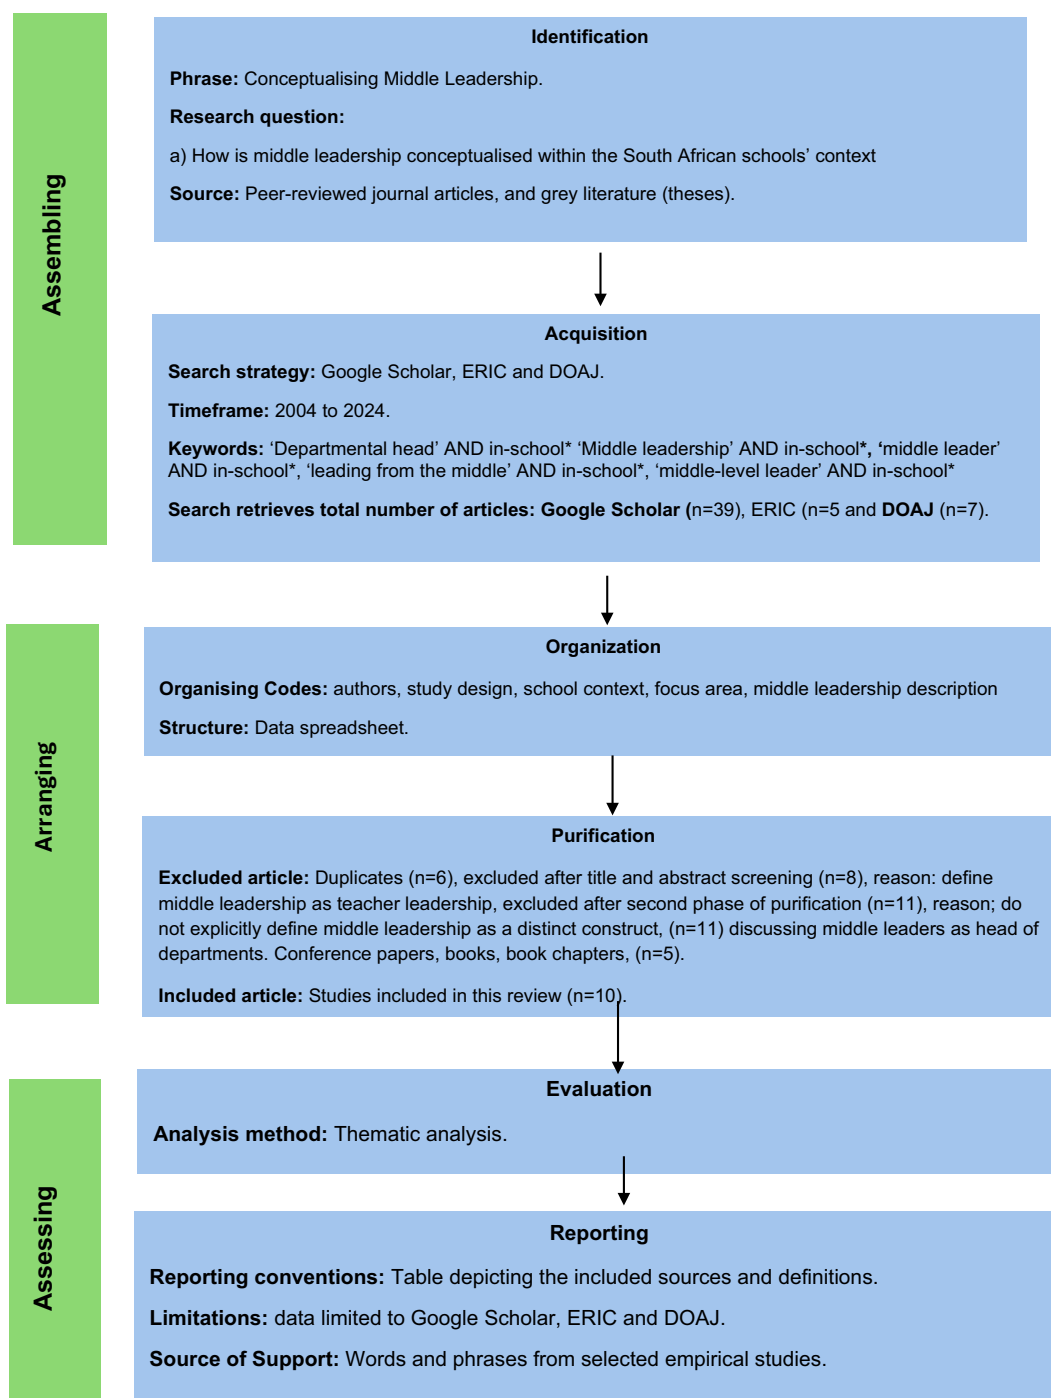 Assembling
Identification
Phrase: Conceptualising Middle Leadership.
Research question:
a) How is middle leadership conceptualised within the South African schools’ context
Source: Peer-reviewed journal articles, and grey literature (theses).
Acquisition
Search strategy: Google Scholar, ERIC and DOAJ.
Timeframe: 2004 to 2024.
Keywords: ‘Departmental head’ AND in-school* ‘Middle leadership’ AND in-school*, ‘middle leader’
AND in-school*, ‘leading from the middle’ AND in-school*, ‘middle-level leader’ AND in-school*
Search retrieves total number of articles: Google Scholar (n=39), ERIC (n=5 and DOAJ (n=7).
Arranging
Organization
Organising Codes: authors, study design, school context, focus area, middle leadership description
Structure: Data spreadsheet.
Purification
Excluded article: Duplicates (n=6), excluded after title and abstract screening (n=8), reason: define
middle leadership as teacher leadership, excluded after second phase of purification (n=11), reason; do
not explicitly define middle leadership as a distinct construct, (n=11) discussing middle leaders as head of
departments. Conference papers, books, book chapters, (n=5).
Included article: Studies included in this review (n=10).
Assessing
Evaluation
Analysis method: Thematic analysis.
Reporting
Reporting conventions: Table depicting the included sources and definitions.
Limitations: data limited to Google Scholar, ERIC and DOAJ.
Source of Support: Words and phrases from selected empirical studies.